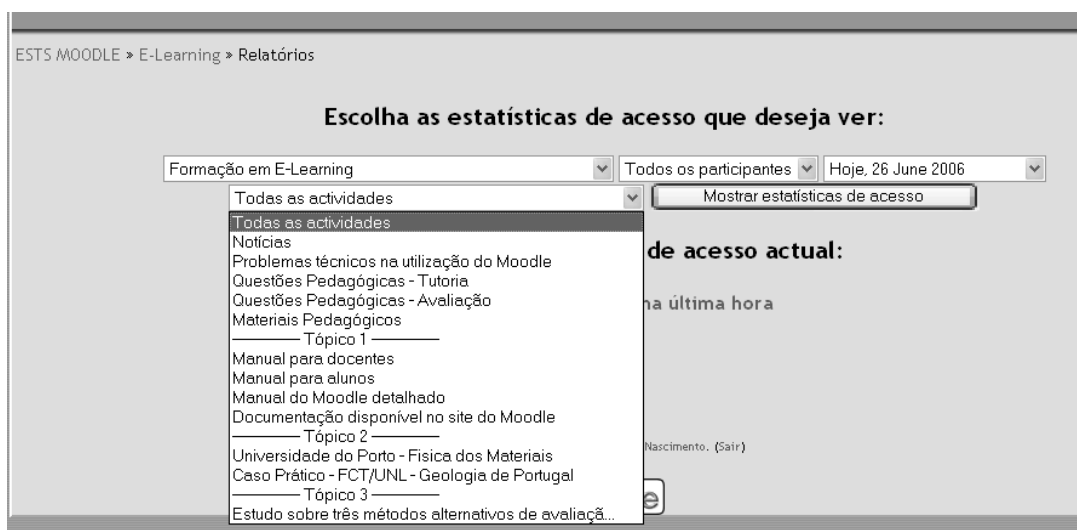 ESTS MOODLE » E-Learning » Relatórios
Escolha as estatísticas de acesso que deseja ver:
Formação em E-Learning Todos os participantes Hoje, 26 June 2006
Todas as actividades Mostrar estatísticas de acesso
Todas as actividades
Notícias
de acesso actual:
Problemas técnicos na utilização do Moodle
Questões Pedagógicas - Tutoria
Questões Pedagógicas - Avaliação
na última hora
Materiais Pedagógicos
Tópico 1
Manual para docentes
Manual para alunos
Manual do Moodle detalhado
Documentação disponível no site do Moodle
Tópico 2
Nascimento. (Sair)
Universidade do Porto - Fisica dos Materiais
Caso Prático - FCT/UNL - Geologia de Portugal
Tópico 3
e
Estudo sobre três métodos alternativos de avaliaçã...